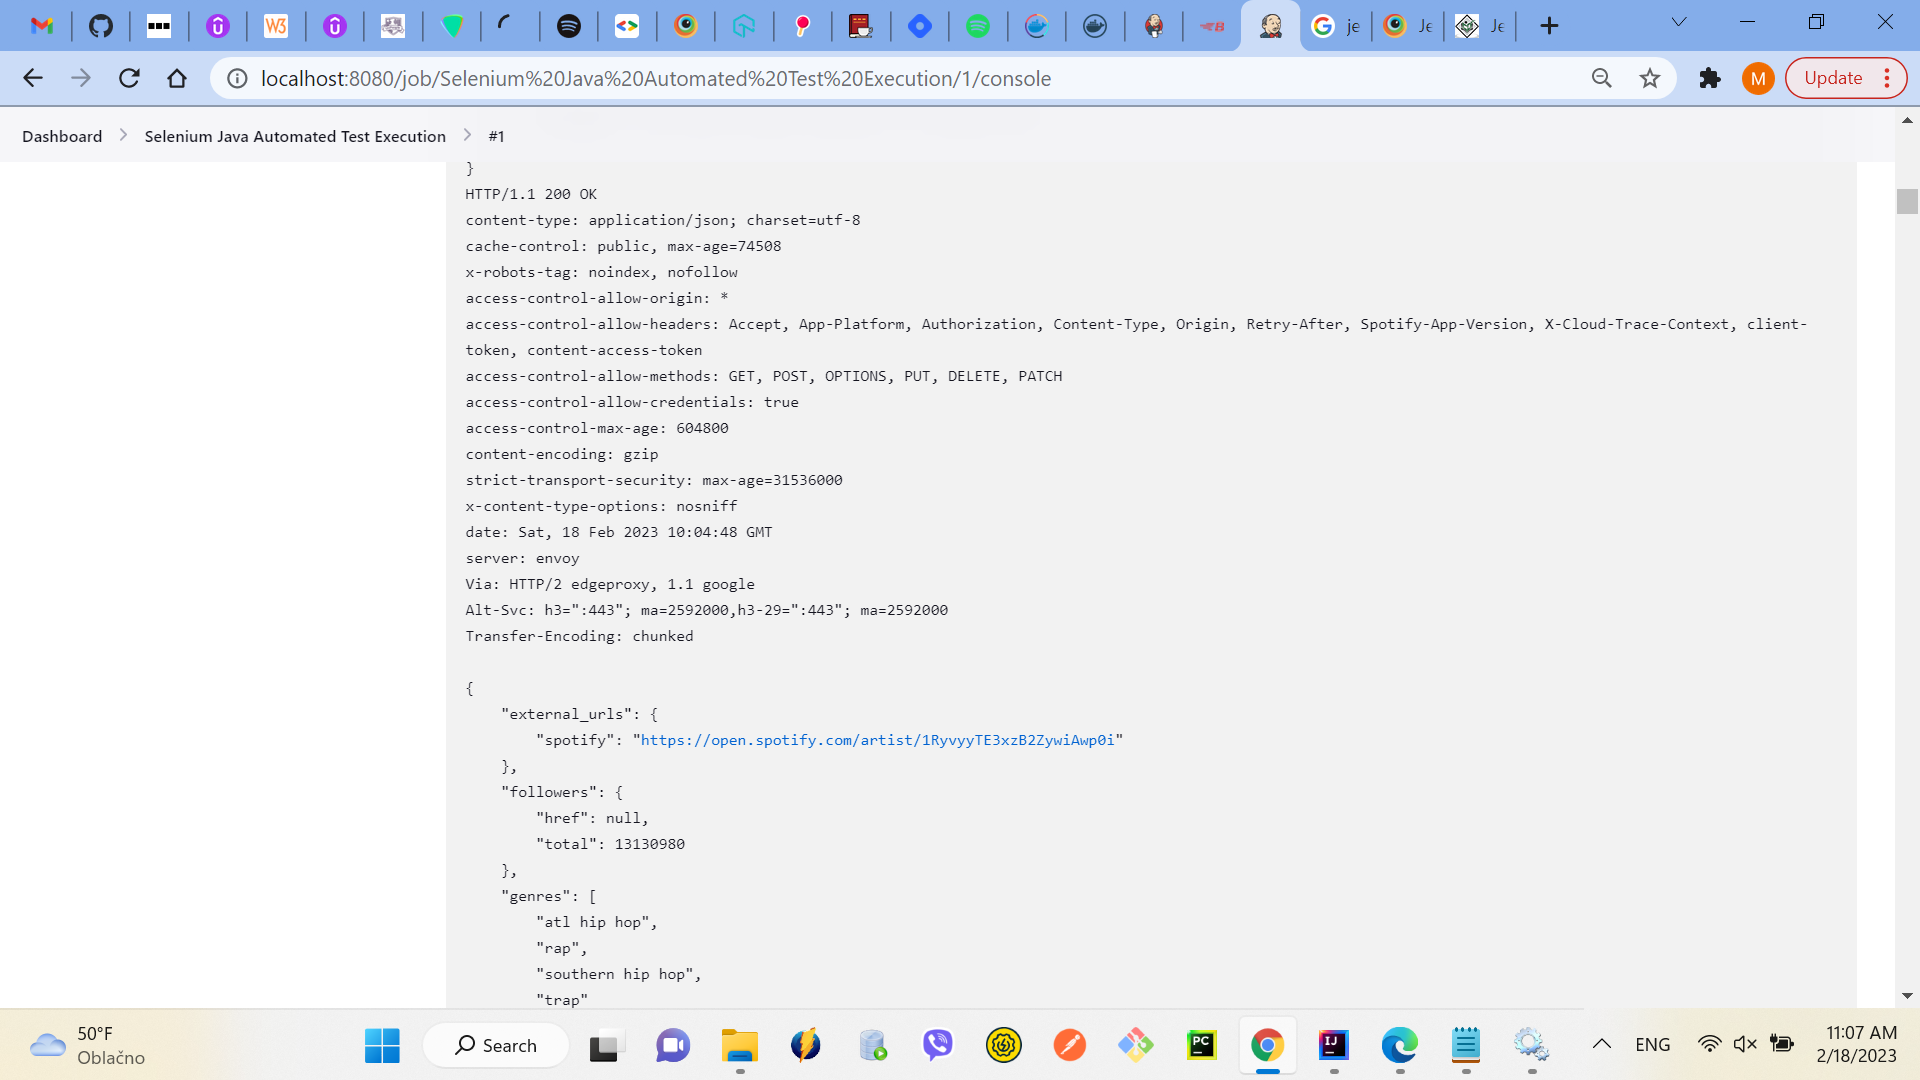 je
Je
Je
localhost:8080/job/Selenium%20Java%20Automated%20Test%20Execution/1/console
M
Update
Dashboard > Selenium Java Automated Test Execution > #1
}
HTTP/1.1 200 OK
content-type: application/json; charset=utf-8
cache-control: public, max-age=74508
x-robots-tag: noindex, nofollow
access-control-allow-origin: *
access-control-allow-headers: Accept, App-Platform, Authorization, Content-Type, Origin, Retry-After, Spotify-App-Version, X-Cloud-Trace-Context, client-
token, content-access-token
access-control-allow-methods: GET, POST, OPTIONS, PUT, DELETE, PATCH
access-control-allow-credentials: true
access-control-max-age: 604800
content-encoding: gzip
strict-transport-security: max-age=31536000
x-content-type-options: nosniff
date: Sat, 18 Feb 2023 10:04:48 GMT
server: envoy
Via: HTTP/2 edgeproxy, 1.1 google
Alt-Svc: h3=":443"; ma=2592000,h3-29=":443"; ma=2592000
Transfer-Encoding: chunked
{
"external_urls": {
"spotify": "https://open.spotify.com/artist/1RyvyyTE3xzB2ZywiAwp0i"
},
"followers": {
"href": null,
"total": 13130980
},
"genres": [
"atl hip hop",
"rap",
"southern hip hop",
"trap"
50°F
Oblačno
Search
ENG
11:07 AM
2/18/2023